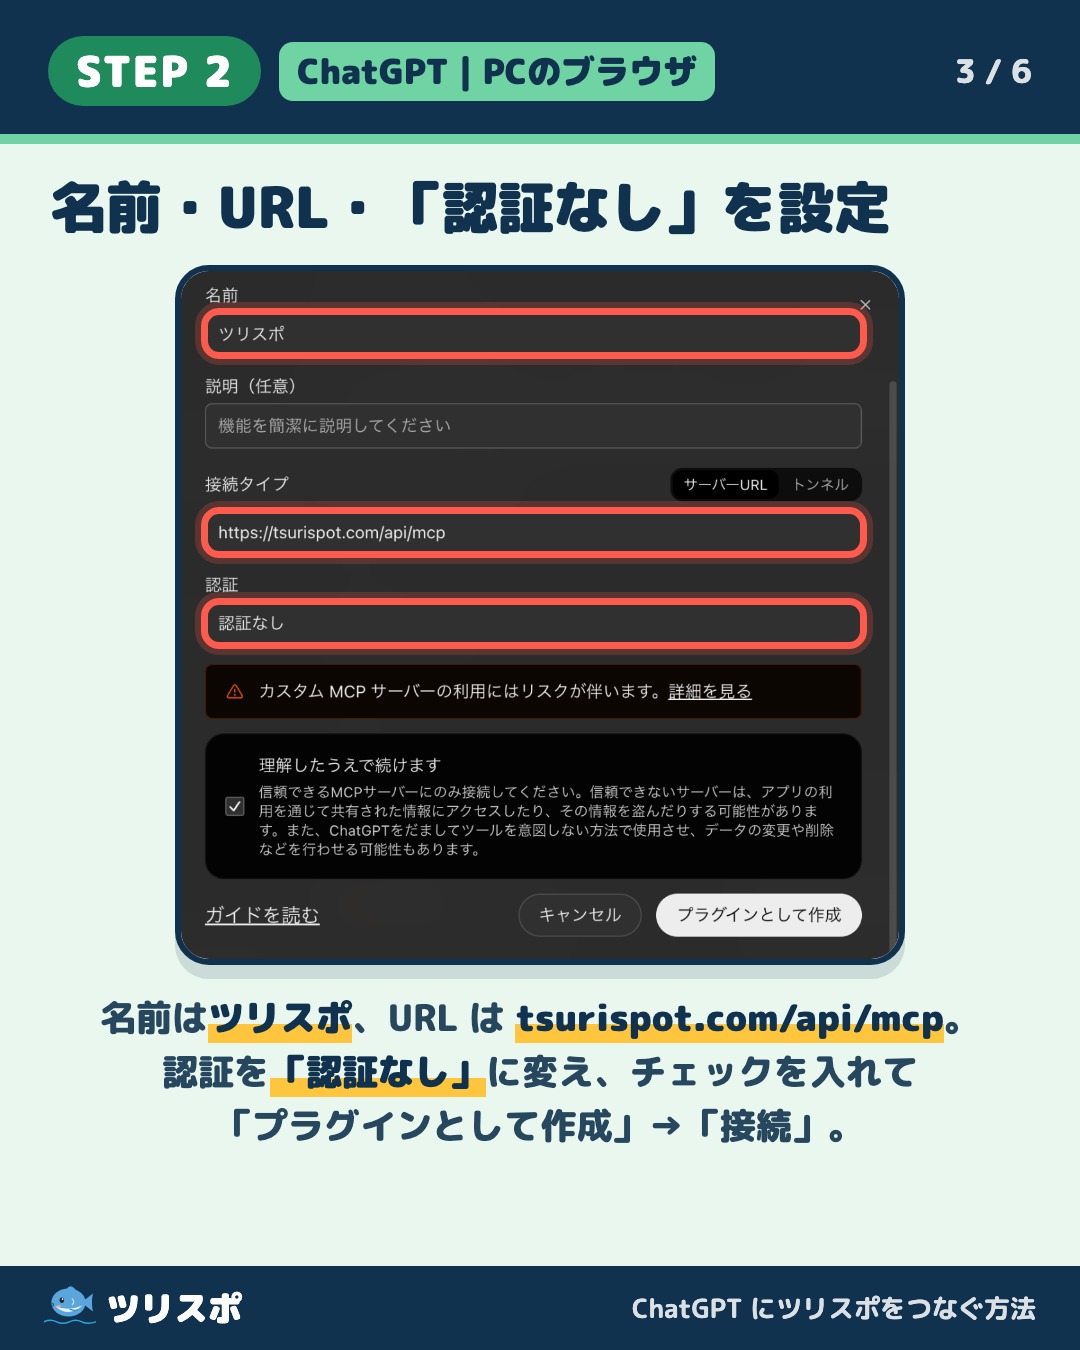 STEP 2
ChatGPT | PCのブラウザ
3 / 6
名前・URL・「認証なし」を設定
名前
×
ツリスポ
説明（任意）
機能を簡潔に説明してください
接続タイプ
サーバーURL
トンネル
https://tsurispot.com/api/mcp
認証
認証なし
カスタム MCP サーバーの利用にはリスクが伴います。詳細を見る
理解したうえで続けます
信頼できるMCPサーバーにのみ接続してください。信頼できないサーバーは、アプリの利
用を通じて共有された情報にアクセスしたり、その情報を盗んだりする可能性がありま
す。また、ChatGPTをだましてツールを意図しない方法で使用させ、データの変更や削除
などを行わせる可能性もあります。
ガイドを読む
キャンセル
プラグインとして作成
名前はツリスポ、URL は tsurispot.com/api/mcp。
認証を「認証なし」に変え、チェックを入れて
「プラグインとして作成」→「接続」。
ツリスポ
ChatGPT にツリスポをつなぐ方法